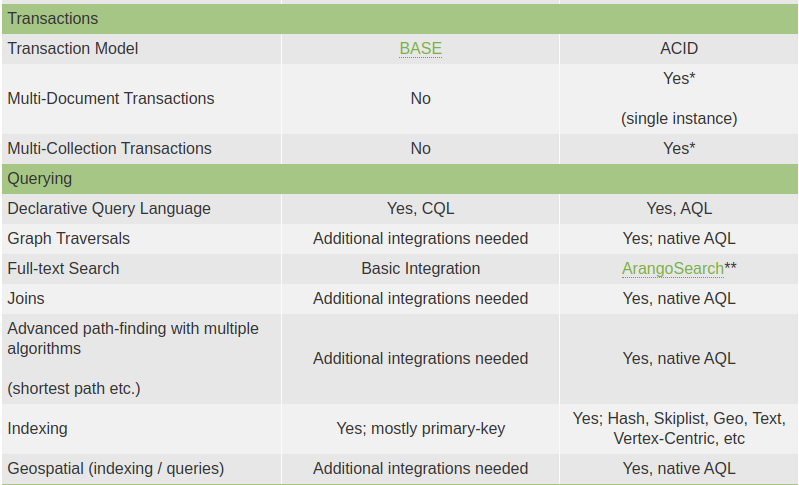 Transactions
Transaction Model BASE ACID
Multi-Document Transactions No Yes*
(single instance)
Multi-Collection Transactions No Yes*
Querying
Declarative Query Language Yes, CQL Yes, AQL
Graph Traversals Additional integrations needed Yes; native AQL
Full-text Search Basic Integration ArangoSearch**
Joins Additional integrations needed Yes, native AQL
Advanced path-finding with multiple
algorithms
(shortest path etc.) Additional integrations needed Yes, native AQL
Indexing Yes; mostly primary-key Yes; Hash, Skiplist, Geo, Text,
Vertex-Centric, etc
Geospatial (indexing / queries) Additional integrations needed Yes, native AQL